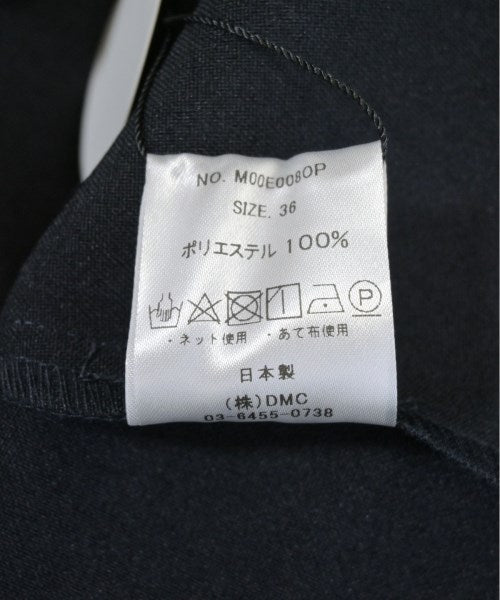 NO. M00E0080P
SIZE. 36
ポリエステル 100%
P
・ネット使用 ・あて布使用
日本製
(株)DMC
03-6455-0738